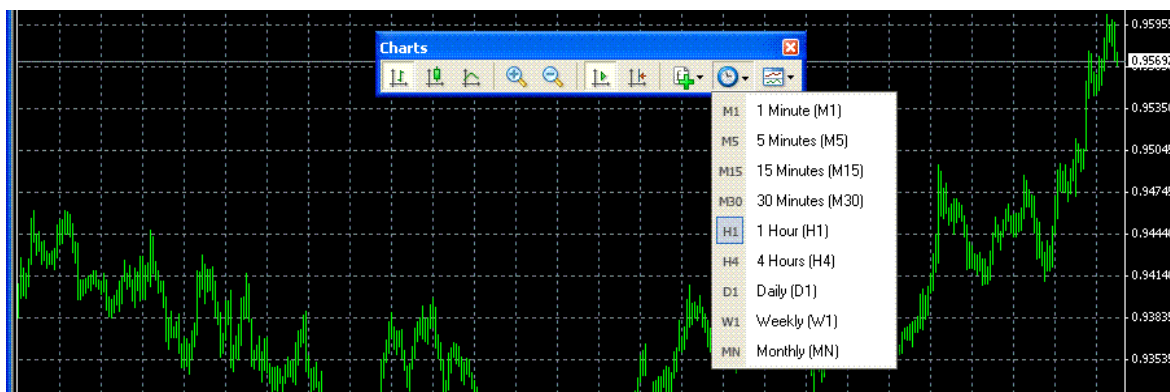 Charts
0.95955
0.95697
0.95350
0.95045
0.94745
0.94440
0.94140
0.93835
0.93535
M1 1 Minute (M1)
M5 5 Minutes (M5)
M15 15 Minutes (M15)
M30 30 Minutes (M30)
H1 1 Hour (H1)
H4 4 Hours (H4)
D1 Daily (D1)
W1 Weekly (W1)
MN Monthly (MN)